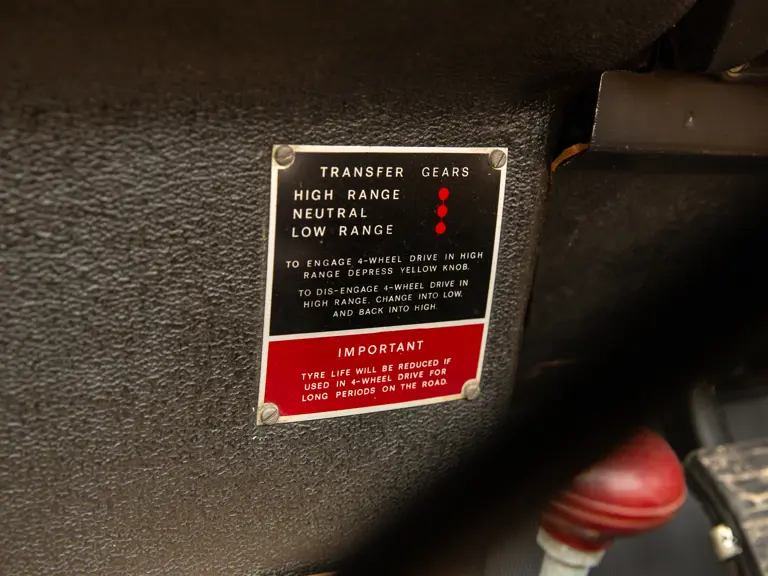 TRANSFER GEARS
HIGH RANGE
NEUTRAL
LOW RANGE
TO ENGAGE 4-WHEEL DRIVE IN HIGH
RANGE DEPRESS YELLOW KNOB.
TO DIS-ENGAGE 4-WHEEL DRIVE IN
HIGH RANGE, CHANGE INTO LOW,
AND BACK INTO HIGH.
IMPORTANT
TYRE LIFE WILL BE REDUCED IF
USED IN 4-WHEEL DRIVE FOR
LONG PERIODS ON THE ROAD.